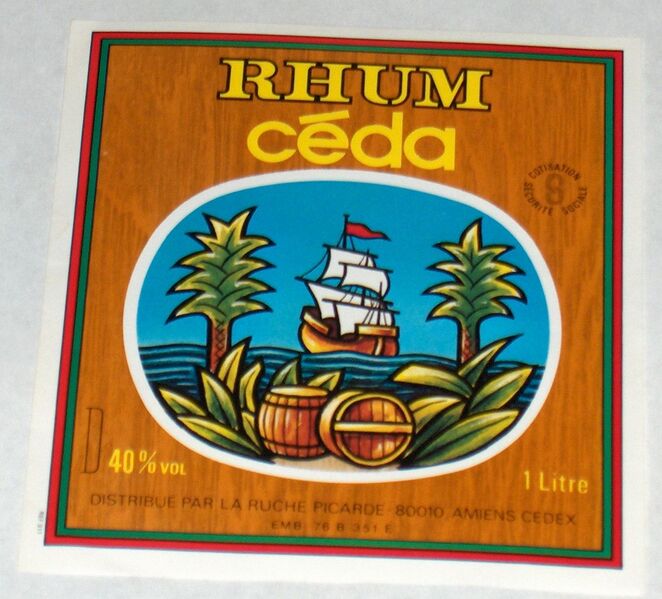 RHUM
céda
COTISATION
SÉCURITÉ SOCIALE
D 40% VOL
1 Litre
DISTRIBUÉ PAR LA RUCHE PICARDE-80010 AMIENS CEDEX
EMB. 76 B 351 E